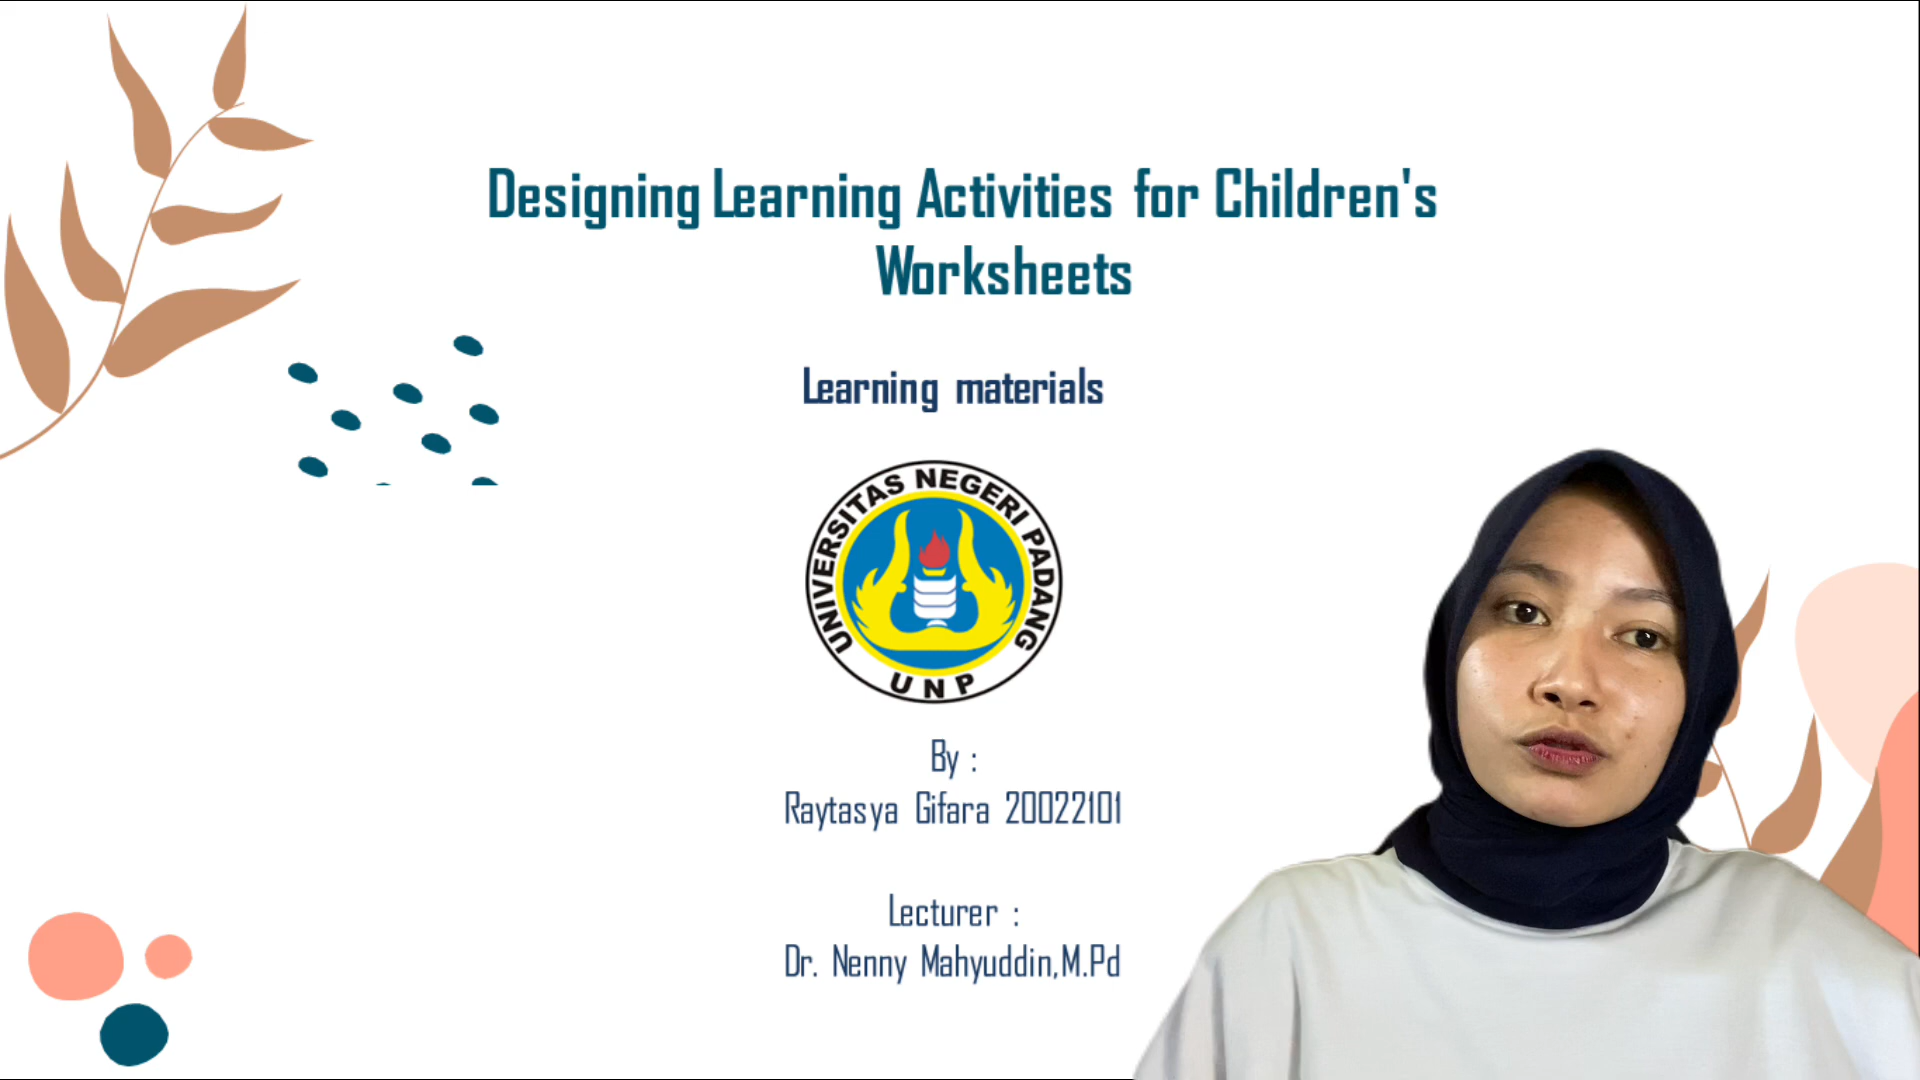 Designing Learning Activities for Children's
Worksheets
Learning materials
UNIVERSITAS NEGERI PADANG
UNP
By :
Raytasya Gifara 20022101
Lecturer :
Dr. Nenny Mahyuddin,M.Pd